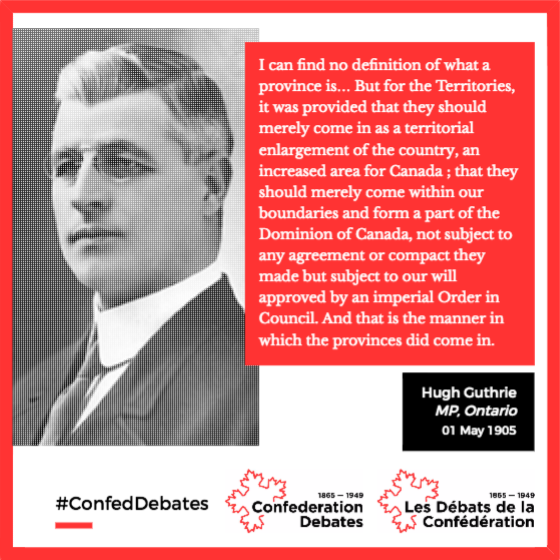 I can find no definition of what a
province is... But for the Territories,
it was provided that they should
merely come in as a territorial
enlargement of the country, an
increased area for Canada ; that they
should merely come within our
boundaries and form a part of the
Dominion of Canada, not subject to
any agreement or compact they
made but subject to our will
approved by an imperial Order in
Council. And that is the manner in
which the provinces did come in.
Hugh Guthrie
MP, Ontario
01 May 1905
#ConfedDebates
1865 — 1949
Confederation
Debates
1865 — 1949
Les Débats de la
Confédération